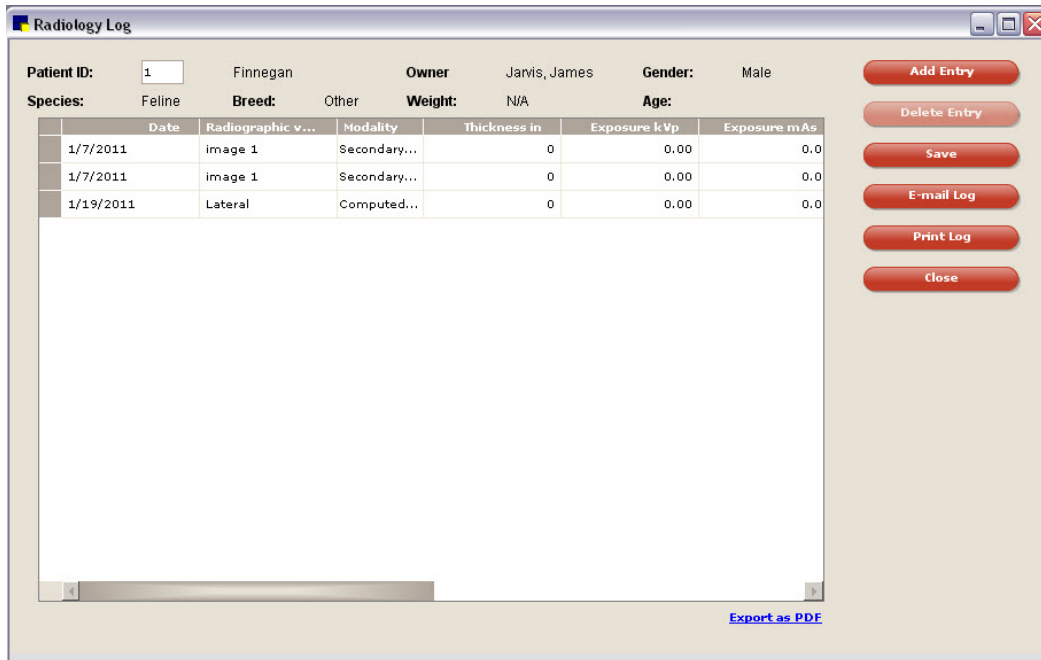 Radiology Log
Patient ID: 1 Finnegan Owner Jarvis, James Gender: Male
Species: Feline Breed: Other Weight: N/A Age:
Date Radiographic v... Modality Thickness in Exposure kVp Exposure mAs
1/7/2011 image 1 Secondary... 0 0.00 0.0
1/7/2011 image 1 Secondary... 0 0.00 0.0
1/19/2011 Lateral Computed... 0 0.00 0.0
Add Entry
Delete Entry
Save
E-mail Log
Print Log
Close
Export as PDF